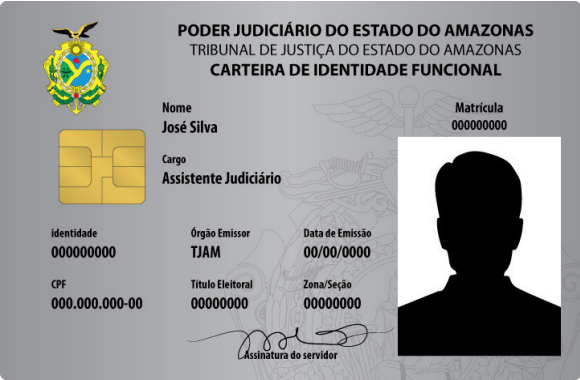 PODER JUDICIÁRIO DO ESTADO DO AMAZONAS
TRIBUNAL DE JUSTIÇA DO ESTADO DO AMAZONAS
CARTEIRA DE IDENTIDADE FUNCIONAL
Nome
José Silva
Matrícula
000000000
Cargo
Assistente Judiciário
identidade Órgão Emissor Data de Emissão
000000000 TJAM 00/00/0000
CPF Título Eleitoral Zona/Seção
000.000.000-00 00000000 00000000
Assinatura do servidor